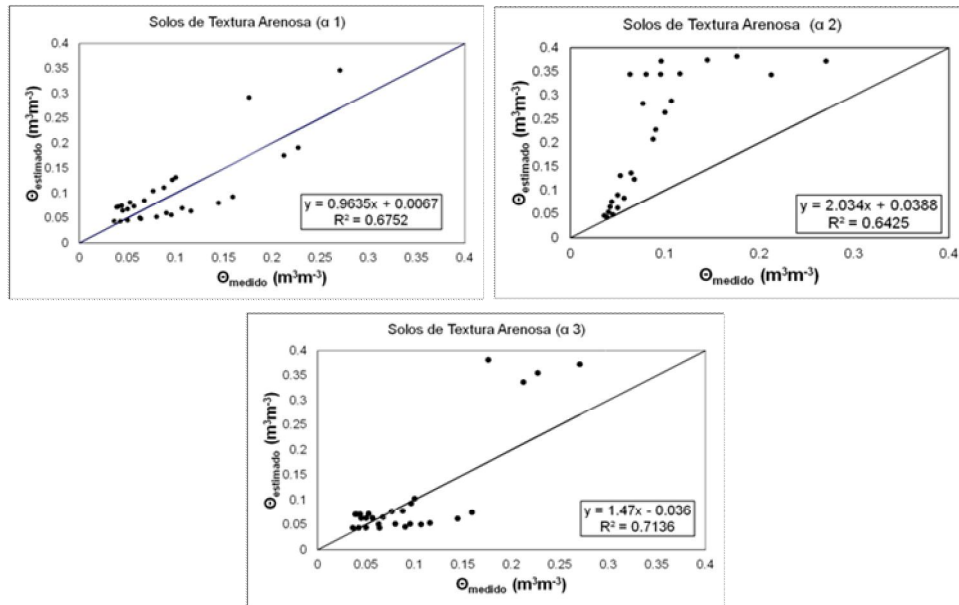 Solos de Textura Arenosa (α 1)
0.4
0.35
0.3
0.25
0.2
0.15
0.1
0.05
0
Θestimado (m³m⁻³)
y = 0.9635x + 0.0067
R² = 0.6752
0 0.05 0.1 0.15 0.2 0.25 0.3 0.35 0.4
Θmedido (m³m⁻³)
Solos de Textura Arenosa (α 2)
0.4
0.35
0.3
0.25
0.2
0.15
0.1
0.05
0
Θestimado (m³m⁻³)
y = 2.034x + 0.0388
R² = 0.6425
0 0.1 0.2 0.3 0.4
Θmedido (m³m⁻³)
Solos de Textura Arenosa (α 3)
0.4
0.35
0.3
0.25
0.2
0.15
0.1
0.05
0
Θestimado (m³m⁻³)
y = 1.47x - 0.036
R² = 0.7136
0 0.05 0.1 0.15 0.2 0.25 0.3 0.35 0.4
Θmedido (m³m⁻³)